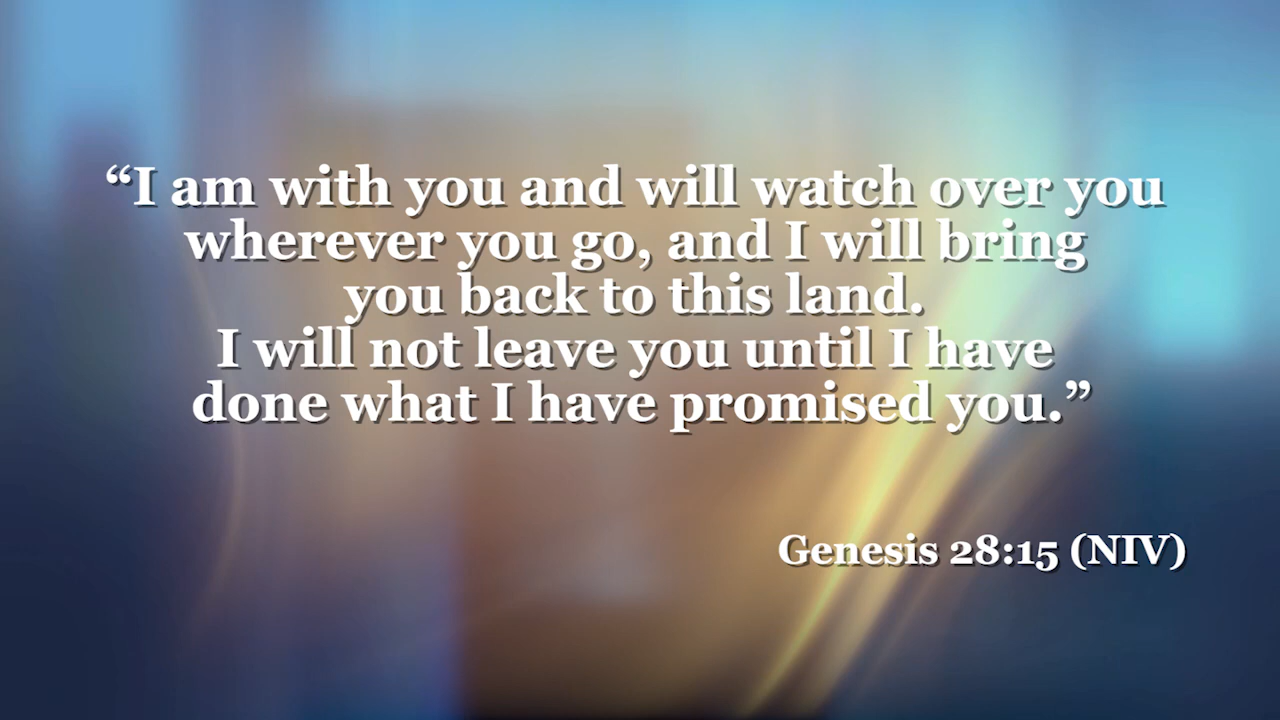 “I am with you and will watch over you
wherever you go, and I will bring
you back to this land.
I will not leave you until I have
done what I have promised you.”
Genesis 28:15 (NIV)